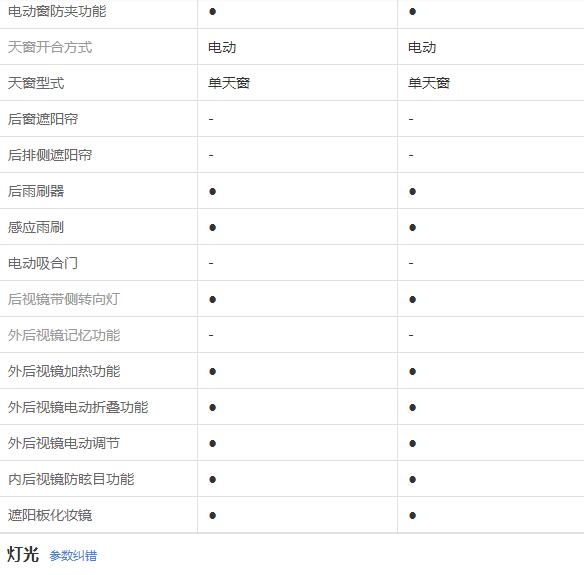 电动窗防夹功能 ● ●
天窗开合方式 电动 电动
天窗型式 单天窗 单天窗
后窗遮阳帘 - -
后排侧遮阳帘 - -
后雨刷器 ● ●
感应雨刷 ● ●
电动吸合门 - -
后视镜带侧转向灯 ● ●
外后视镜记忆功能 - -
外后视镜加热功能 ● ●
外后视镜电动折叠功能 ● ●
外后视镜电动调节 ● ●
内后视镜防眩目功能 ● ●
遮阳板化妆镜 ● ●
灯光 参数纠错